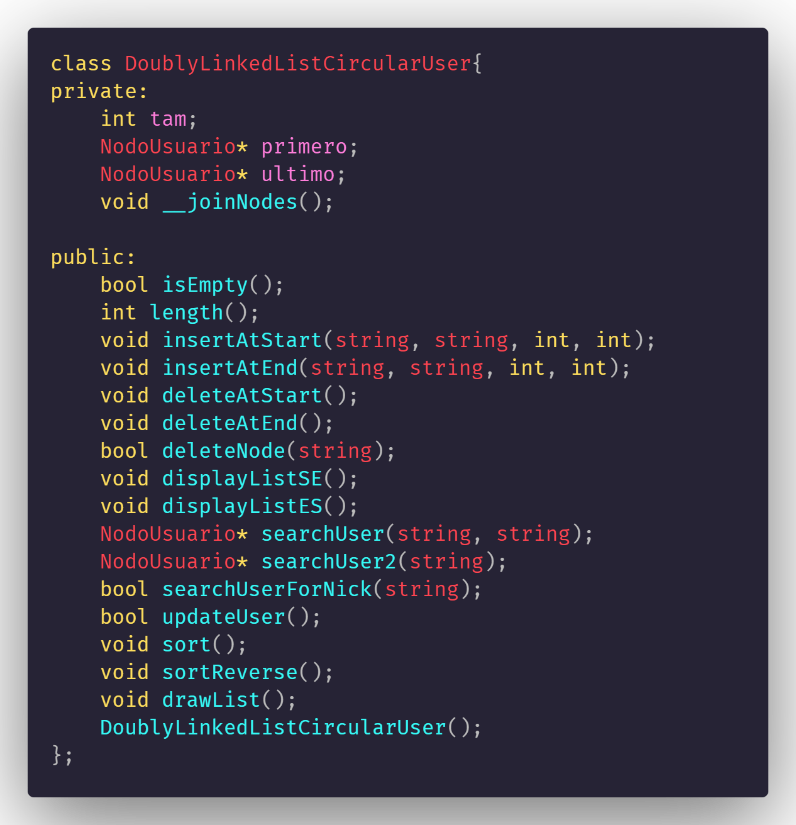 class DoublyLinkedListCircularUser{
private:
    int tam;
    NodoUsuario* primero;
    NodoUsuario* ultimo;
    void __joinNodes();

public:
    bool isEmpty();
    int length();
    void insertAtStart(string, string, int, int);
    void insertAtEnd(string, string, int, int);
    void deleteAtStart();
    void deleteAtEnd();
    bool deleteNode(string);
    void displayListSE();
    void displayListES();
    NodoUsuario* searchUser(string, string);
    NodoUsuario* searchUser2(string);
    bool searchUserForNick(string);
    bool updateUser();
    void sort();
    void sortReverse();
    void drawList();
    DoublyLinkedListCircularUser();
};